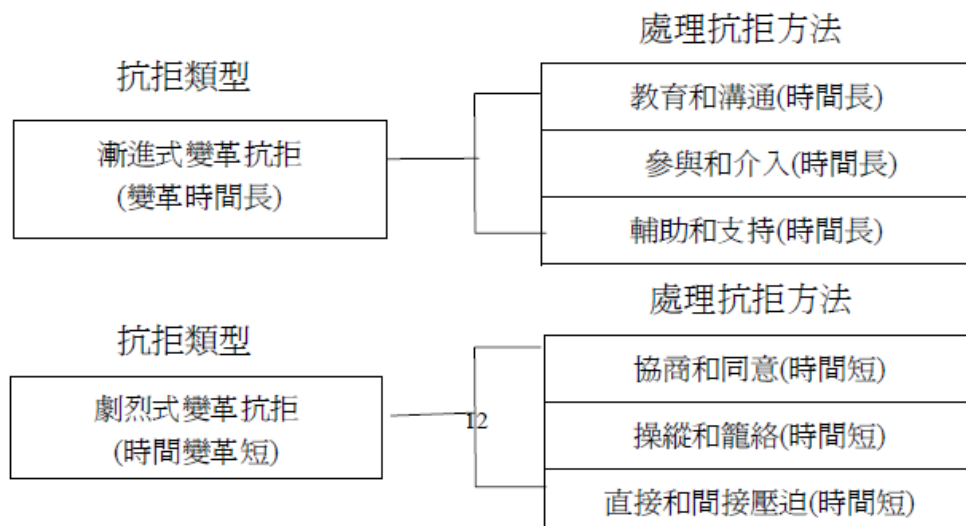 處理抗拒方法
抗拒類型
教育和溝通(時間長)
漸進式變革抗拒
(變革時間長)
參與和介入(時間長)
輔助和支持(時間長)
處理抗拒方法
抗拒類型
協商和同意(時間短)
劇烈式變革抗拒
(時間變革短)
12
操縱和籠絡(時間短)
直接和間接壓迫(時間短)